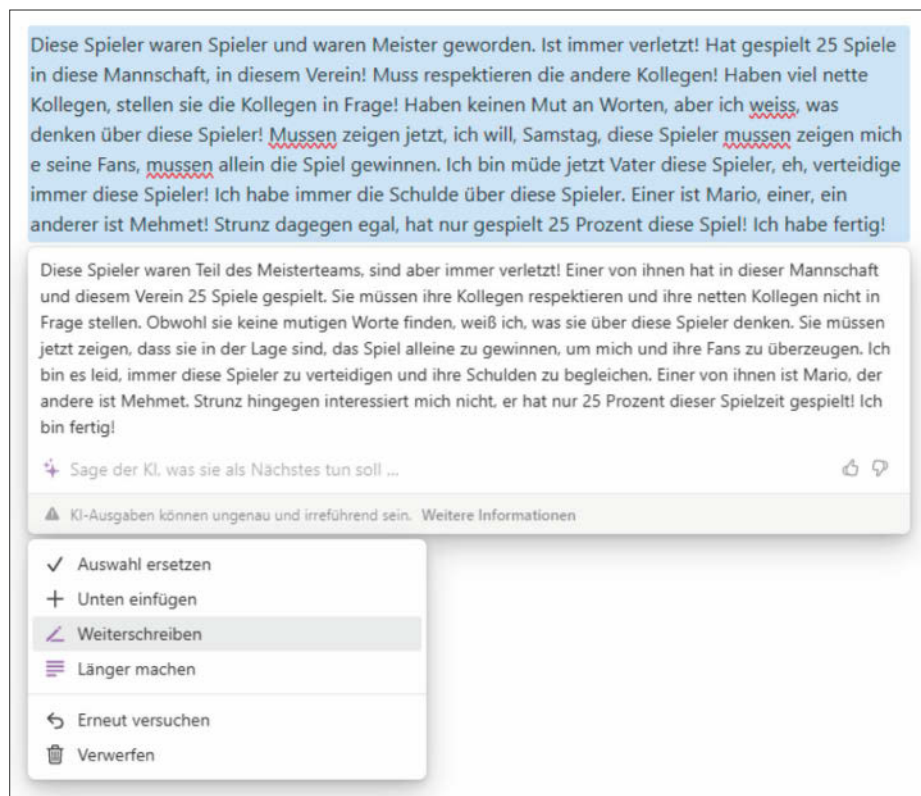 Diese Spieler waren Spieler und waren Meister geworden. Ist immer verletzt! Hat gespielt 25 Spiele
in diese Mannschaft, in diesem Verein! Muss respektieren die andere Kollegen! Haben viel nette
Kollegen, stellen sie die Kollegen in Frage! Haben keinen Mut an Worten, aber ich weiss, was
denken über diese Spieler! Mussen zeigen jetzt, ich will, Samstag, diese Spieler mussen zeigen mich
e seine Fans, mussen allein die Spiel gewinnen. Ich bin müde jetzt Vater diese Spieler, eh, verteidige
immer diese Spieler! Ich habe immer die Schulde über diese Spieler. Einer ist Mario, einer, ein
anderer ist Mehmet! Strunz dagegen egal, hat nur gespielt 25 Prozent diese Spiel! Ich habe fertig!
Diese Spieler waren Teil des Meisterteams, sind aber immer verletzt! Einer von ihnen hat in dieser Mannschaft
und diesem Verein 25 Spiele gespielt. Sie müssen ihre Kollegen respektieren und ihre netten Kollegen nicht in
Frage stellen. Obwohl sie keine mutigen Worte finden, weiß ich, was sie über diese Spieler denken. Sie müssen
jetzt zeigen, dass sie in der Lage sind, das Spiel alleine zu gewinnen, um mich und ihre Fans zu überzeugen. Ich
bin es leid, immer diese Spieler zu verteidigen und ihre Schulden zu begleichen. Einer von ihnen ist Mario, der
andere ist Mehmet. Strunz hingegen interessiert mich nicht, er hat nur 25 Prozent dieser Spielzeit gespielt! Ich
bin fertig!
Sage der KI, was sie als Nächstes tun soll ...
KI-Ausgaben können ungenau und irreführend sein. Weitere Informationen
Auswahl ersetzen
Unten einfügen
Weiterschreiben
Länger machen
Erneut versuchen
Verwerfen